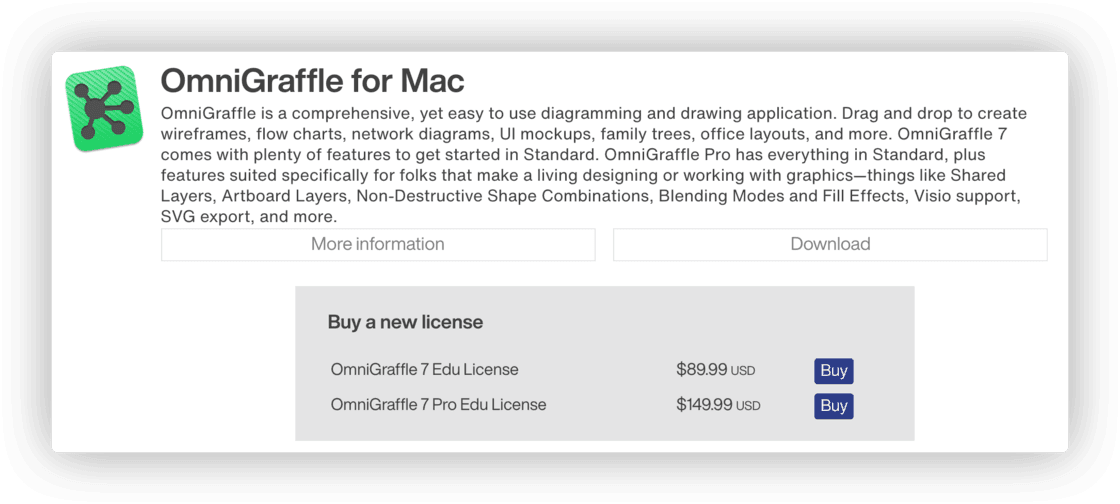 OmniGraffle for Mac
OmniGraffle is a comprehensive, yet easy to use diagramming and drawing application. Drag and drop to create
wireframes, flow charts, network diagrams, UI mockups, family trees, office layouts, and more. OmniGraffle 7
comes with plenty of features to get started in Standard. OmniGraffle Pro has everything in Standard, plus
features suited specifically for folks that make a living designing or working with graphics—things like Shared
Layers, Artboard Layers, Non-Destructive Shape Combinations, Blending Modes and Fill Effects, Visio support,
SVG export, and more.
More information Download
Buy a new license
OmniGraffle 7 Edu License $89.99 USD Buy
OmniGraffle 7 Pro Edu License $149.99 USD Buy